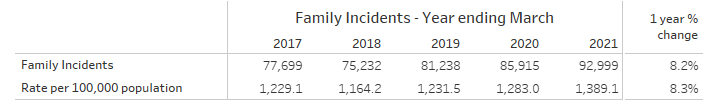 Family Incidents - Year ending March
1 year %
change
2017 2018 2019 2020 2021
Family Incidents 77,699 75,232 81,238 85,915 92,999 8.2%
Rate per 100,000 population 1,229.1 1,164.2 1,231.5 1,283.0 1,389.1 8.3%